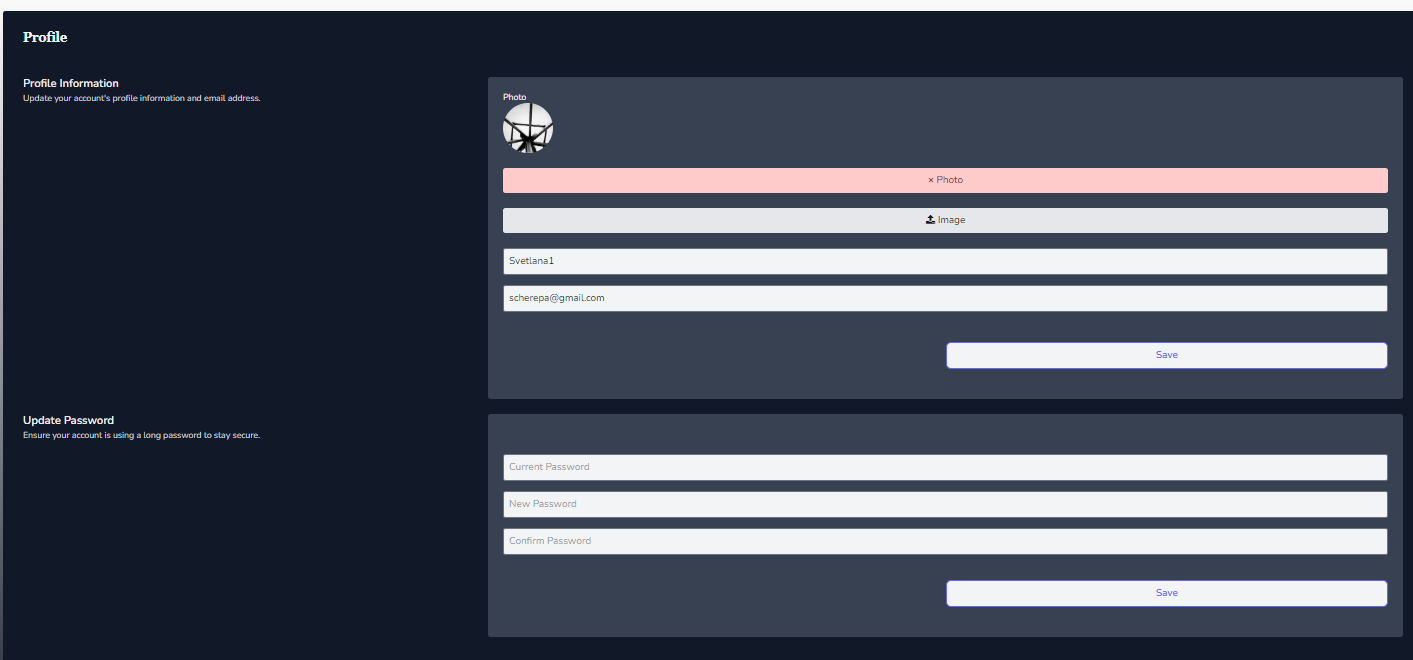 Profile
Profile Information
Update your account's profile information and email address.
Photo
× Photo
Image
Svetlana1
scherepa@gmail.com
Save
Update Password
Ensure your account is using a long password to stay secure.
Current Password
New Password
Confirm Password
Save